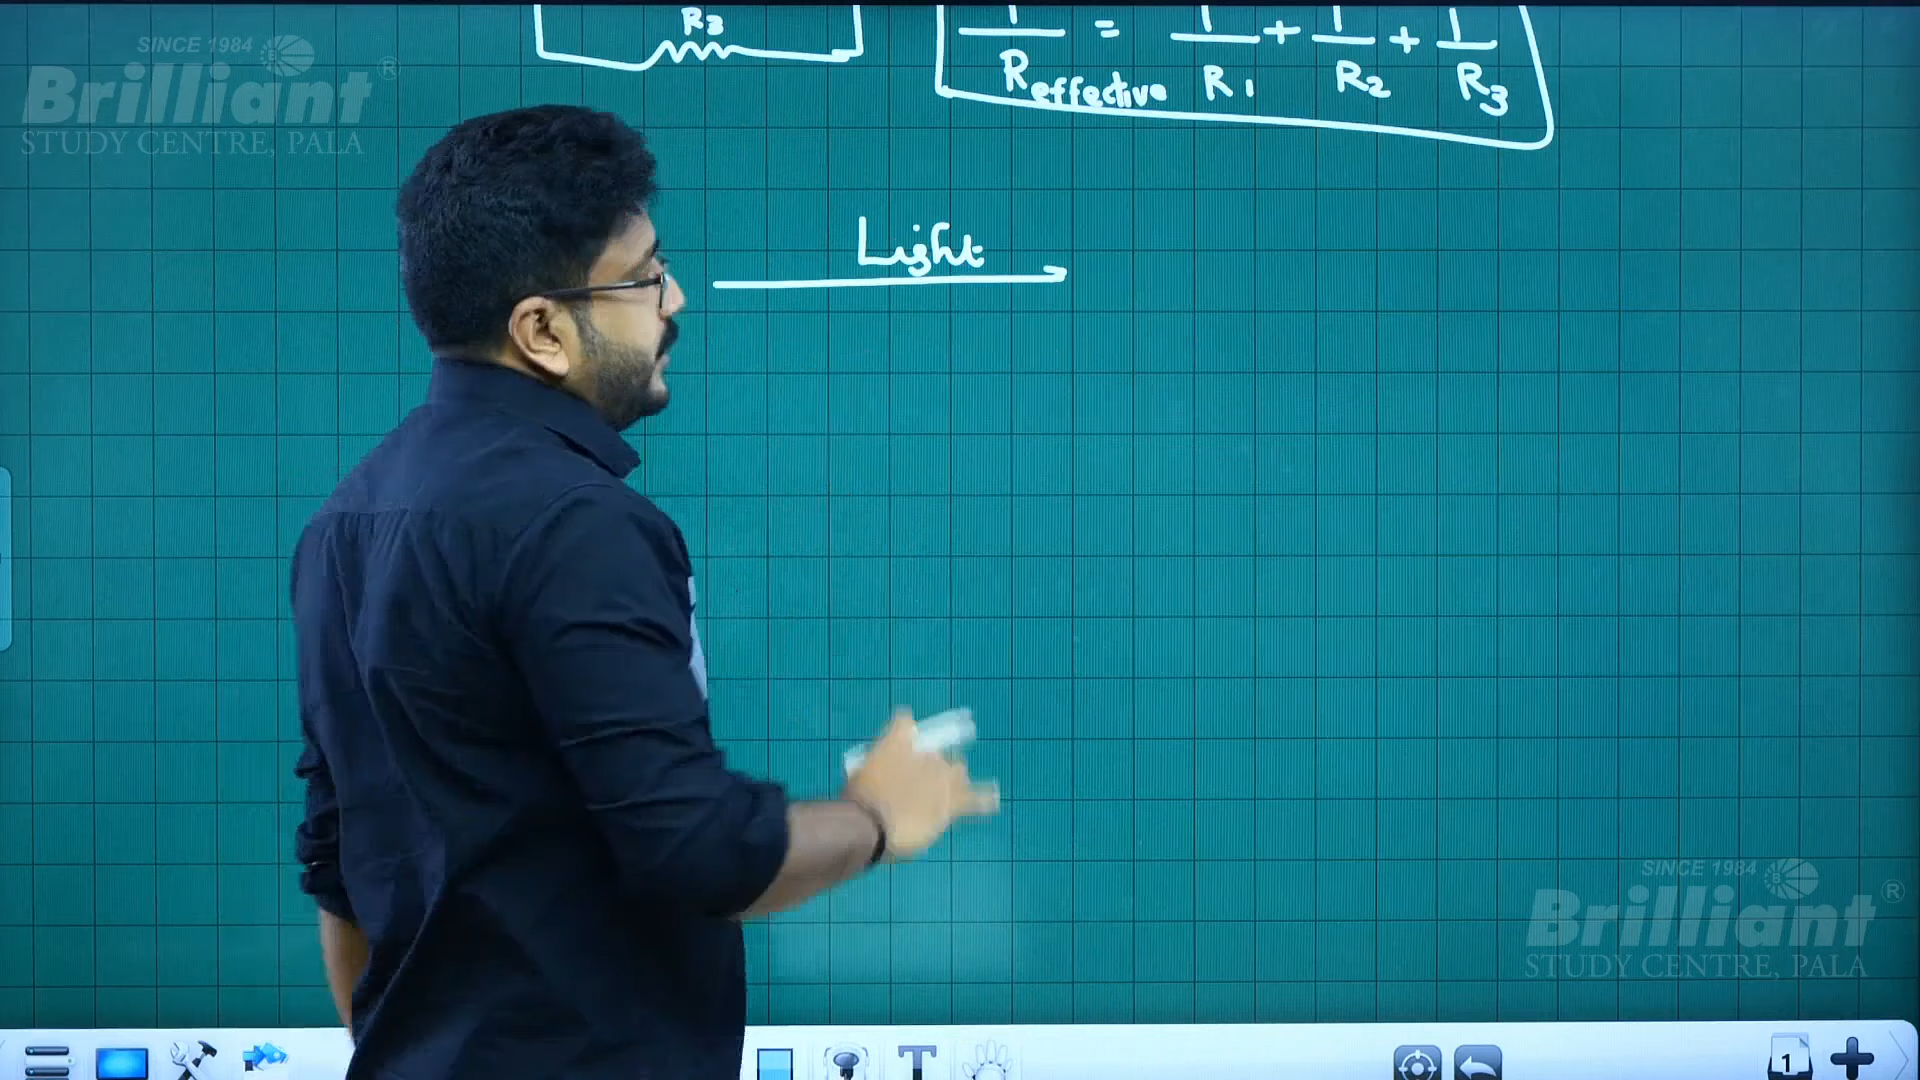 R3
1/R effective = 1/R1 + 1/R2 + 1/R3
Light
SINCE 1984
Brilliant®
STUDY CENTRE, PALA
SINCE 1984
Brilliant®
STUDY CENTRE, PALA
T
1